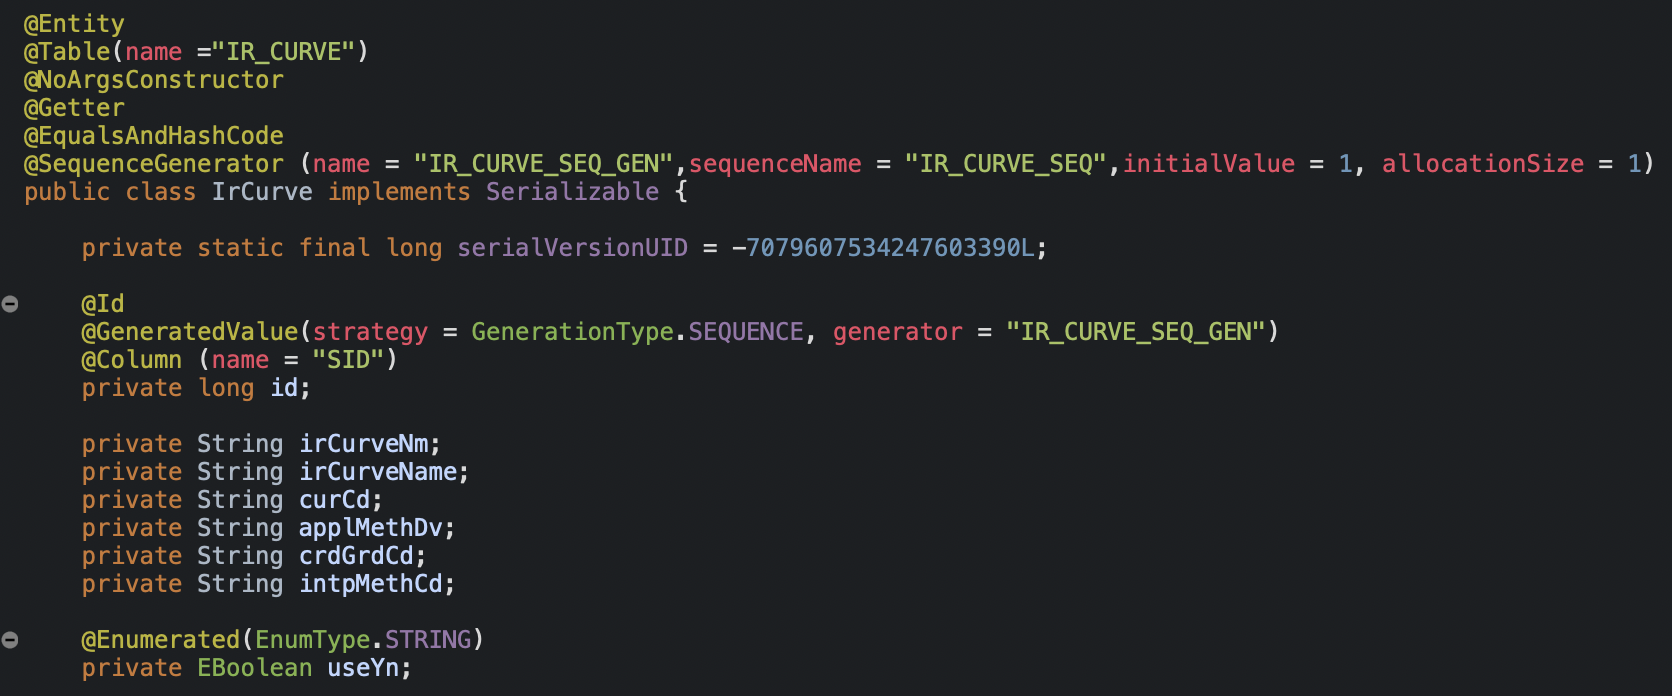 @Entity
@Table(name ="IR_CURVE")
@NoArgsConstructor
@Getter
@EqualsAndHashCode
@SequenceGenerator (name = "IR_CURVE_SEQ_GEN",sequenceName = "IR_CURVE_SEQ",initialValue = 1, allocationSize = 1)
public class IrCurve implements Serializable {
private static final long serialVersionUID = -7079607534247603390L;
@Id
@GeneratedValue(strategy = GenerationType.SEQUENCE, generator = "IR_CURVE_SEQ_GEN")
@Column (name = "SID")
private long id;
private String irCurveNm;
private String irCurveName;
private String curCd;
private String applMethDv;
private String crdGrdCd;
private String intpMethCd;
@Enumerated(EnumType.STRING)
private EBoolean useYn;